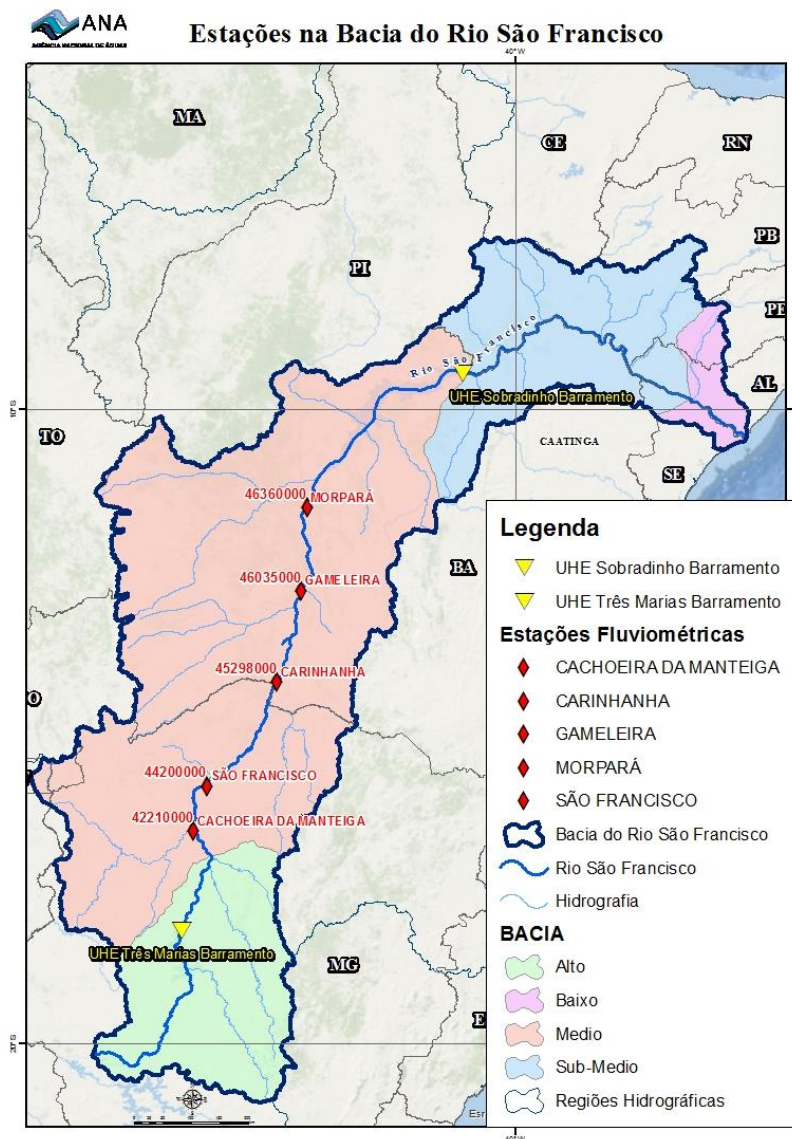 ANA
AGÊNCIA NACIONAL DE ÁGUAS
Estações na Bacia do Rio São Francisco
40°W
MA
CE
RN
PB
PI
PE
Rio São Francisco
AL
UHE Sobradinho Barramento
10°S
TO
CAATINGA
SE
46360000 MORPARÁ
BA
46035000 GAMELEIRA
45298000 CARINHANHA
44200000 SÃO FRANCISCO
42210000 CACHOEIRA DA MANTEIGA
UHE Três Marias Barramento
MG
20°S
Legenda
UHE Sobradinho Barramento
UHE Três Marias Barramento
Estações Fluviométricas
CACHOEIRA DA MANTEIGA
CARINHANHA
GAMELEIRA
MORPARÁ
SÃO FRANCISCO
Bacia do Rio São Francisco
Rio São Francisco
Hidrografia
BACIA
Alto
Baixo
Medio
Sub-Medio
Regiões Hidrográficas